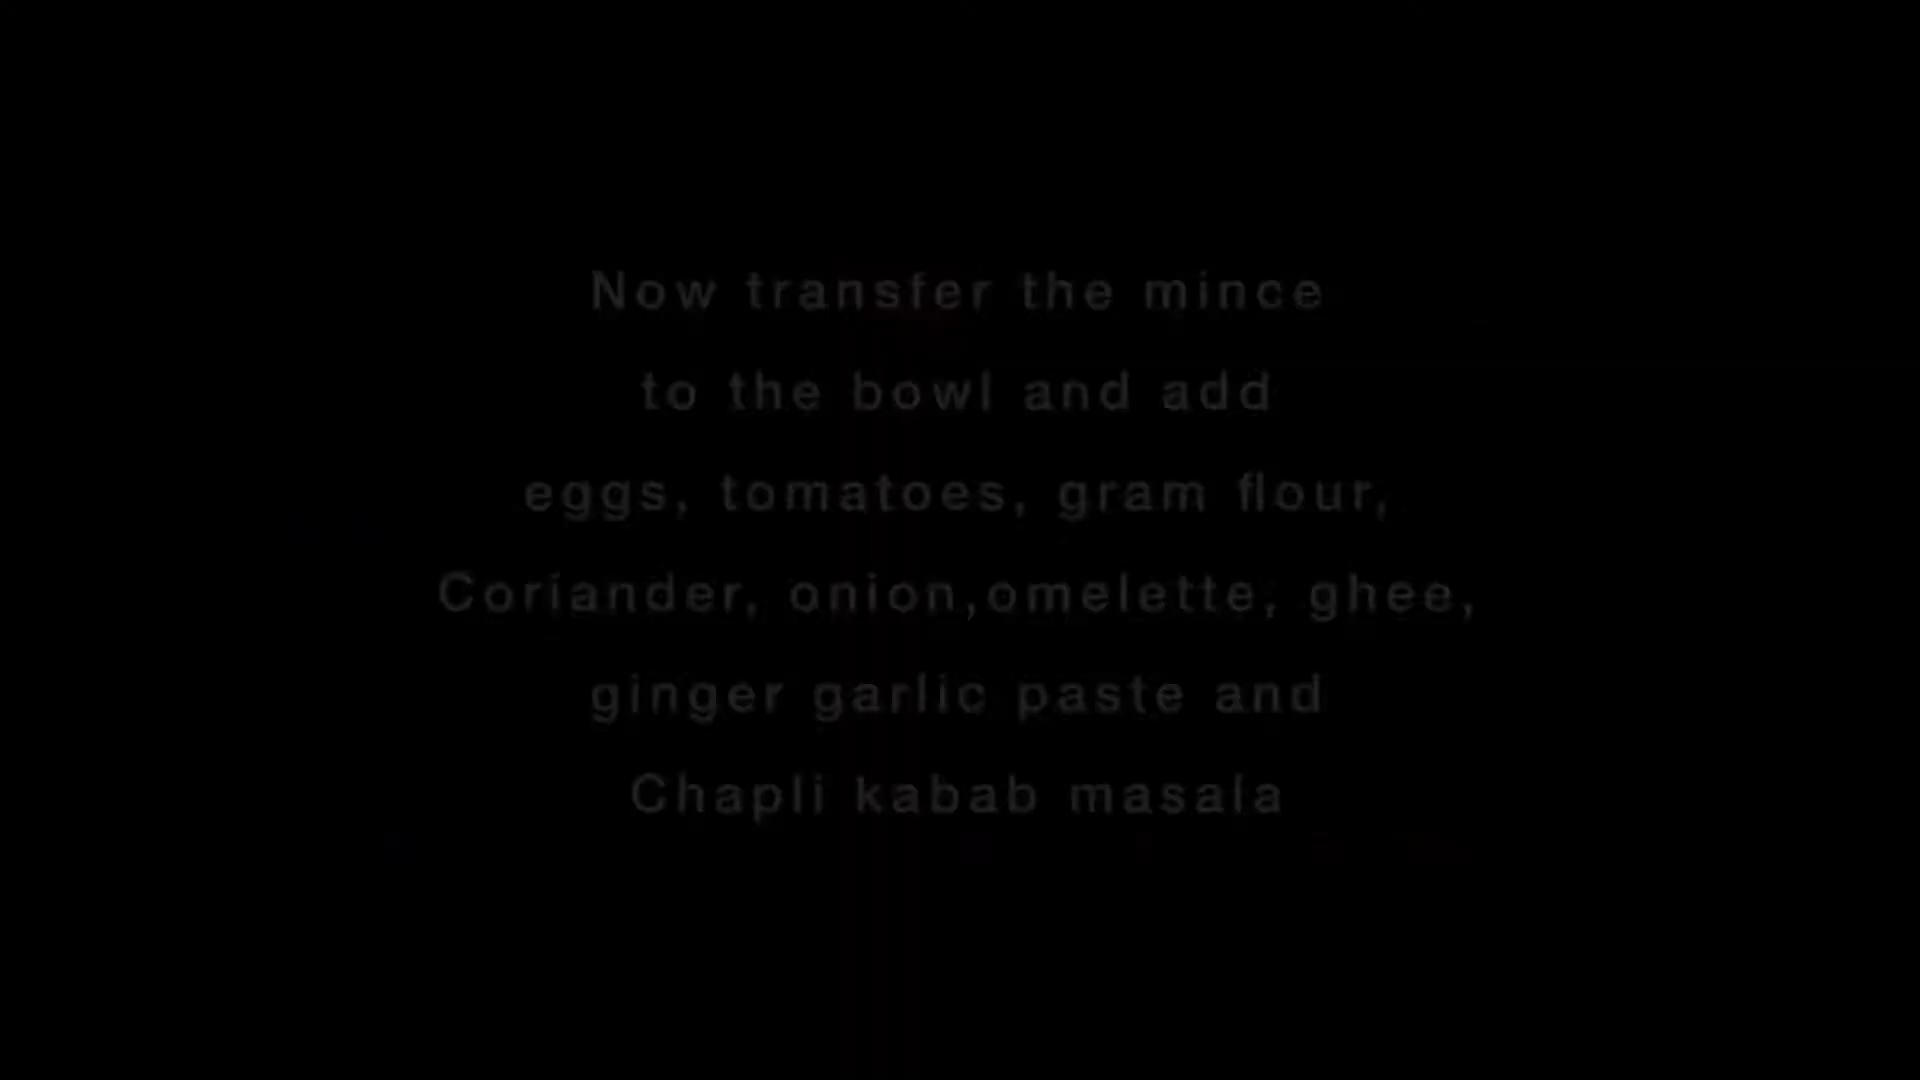 Now transfer the mince
to the bowl and add
eggs, tomatoes, gram flour,
Coriander, onion,omelette, ghee,
ginger garlic paste and
Chapli kabab masala